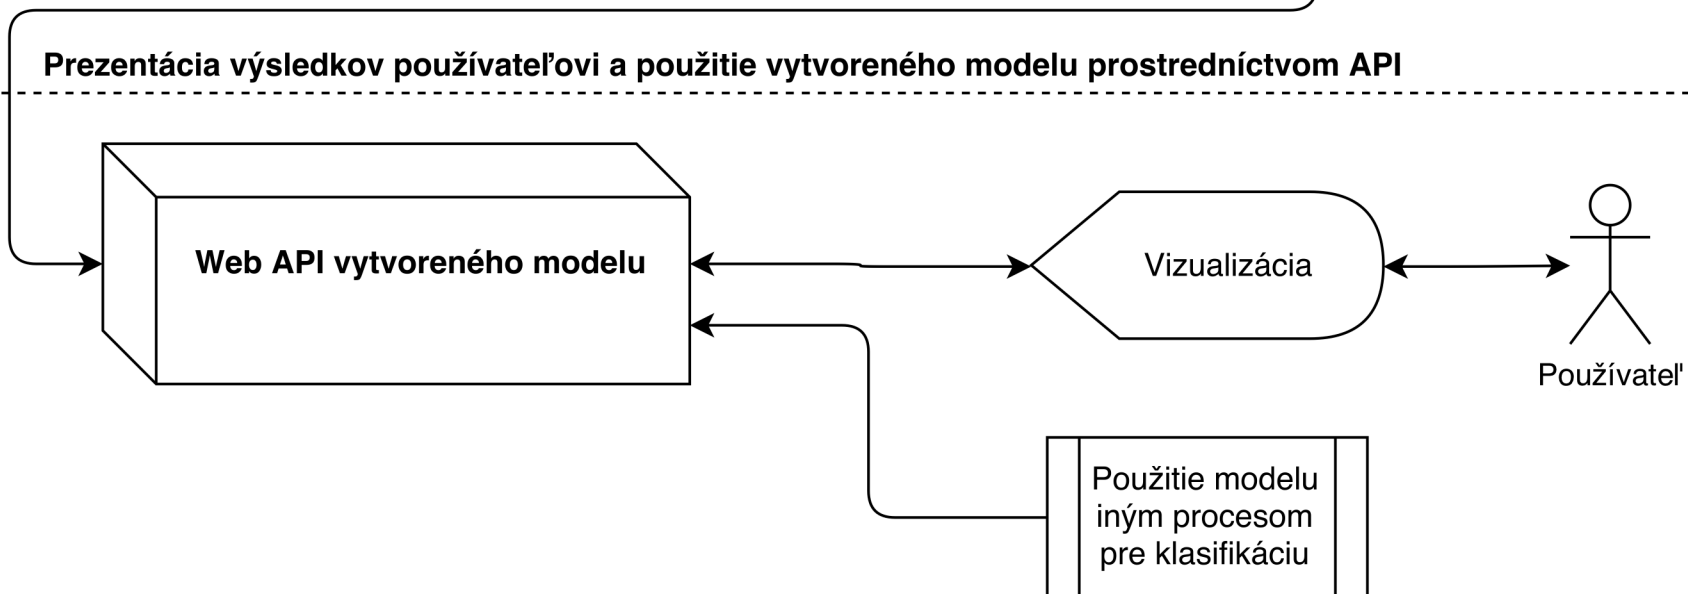 Prezentácia výsledkov používateľovi a použitie vytvoreného modelu prostredníctvom API
Web API vytvoreného modelu
Vizualizácia
Používateľ
Použitie modelu
iným procesom
pre klasifikáciu